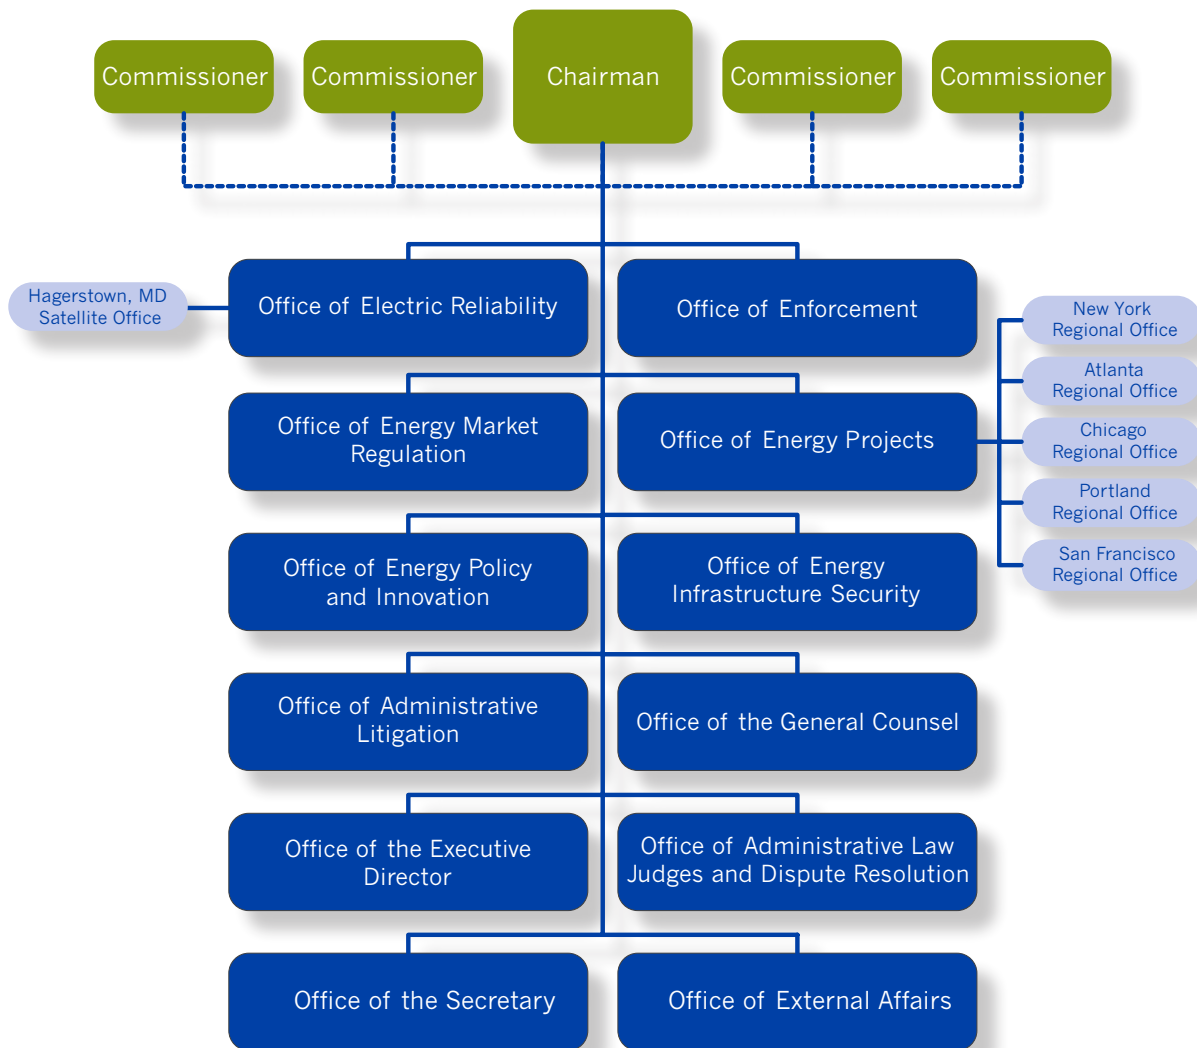 Commissioner
Commissioner
Chairman
Commissioner
Commissioner
Hagerstown, MD
Satellite Office
Office of Electric Reliability
Office of Enforcement
New York
Regional Office
Atlanta
Regional Office
Chicago
Regional Office
Portland
Regional Office
San Francisco
Regional Office
Office of Energy Market
Regulation
Office of Energy Projects
Office of Energy Policy
and Innovation
Office of Energy
Infrastructure Security
Office of Administrative
Litigation
Office of the General Counsel
Office of the Executive
Director
Office of Administrative Law
Judges and Dispute Resolution
Office of the Secretary
Office of External Affairs